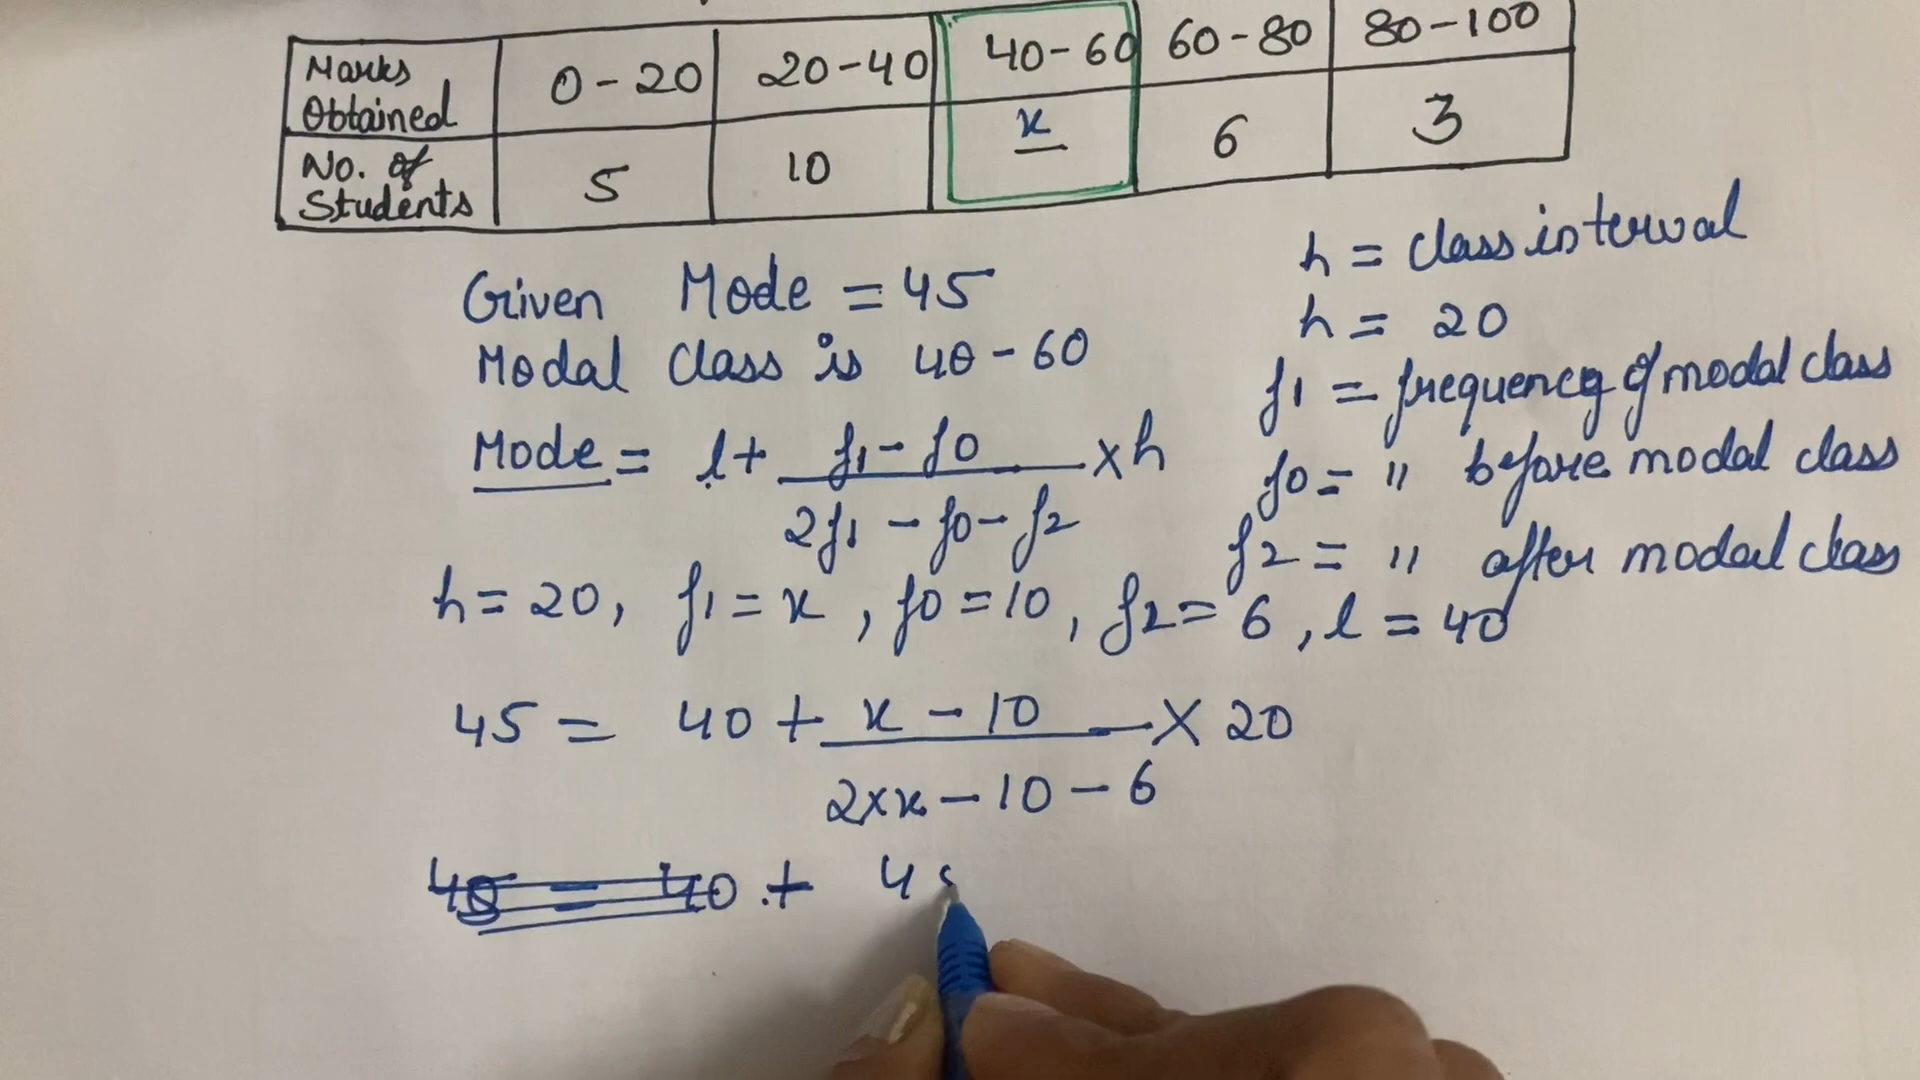 Marks Obtained 0-20 20-40 40-60 60-80 80-100
No. of Students 5 10 x 6 3
Given Mode = 45
Modal class is 40-60
Mode = l + f1 - f0 / 2f1 - f0 - f2 × h
h = class interval
h = 20
f1 = frequency of modal class
f0 = " before modal class
f2 = " after modal class
h = 20, f1 = x, f0 = 10, f2 = 6, l = 40
45 = 40 + x - 10 / 2×x - 10 - 6 × 20
45 = 40 + 4